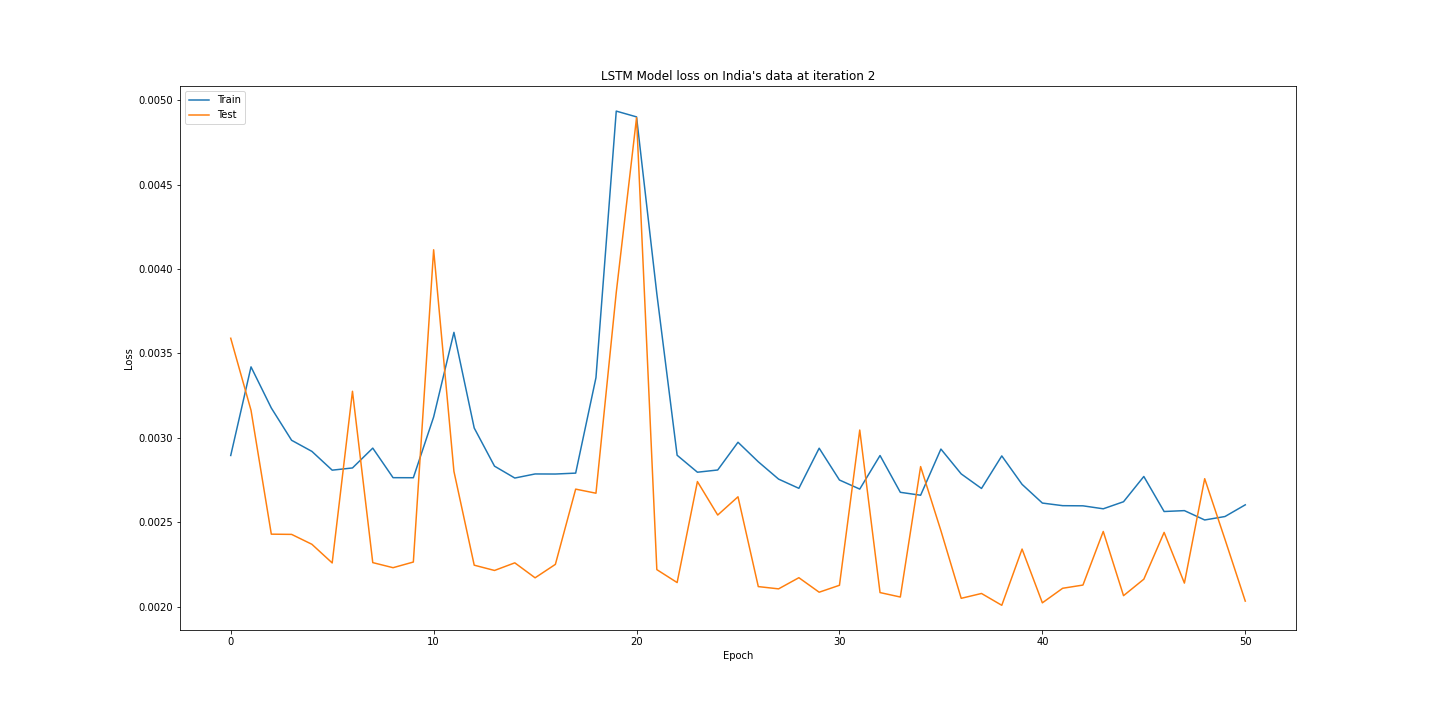 LSTM Model loss on India's data at iteration 2
Train
Test
0.0050
0.0045
0.0040
0.0035
0.0030
0.0025
0.0020
Loss
0 10 20 30 40 50
Epoch